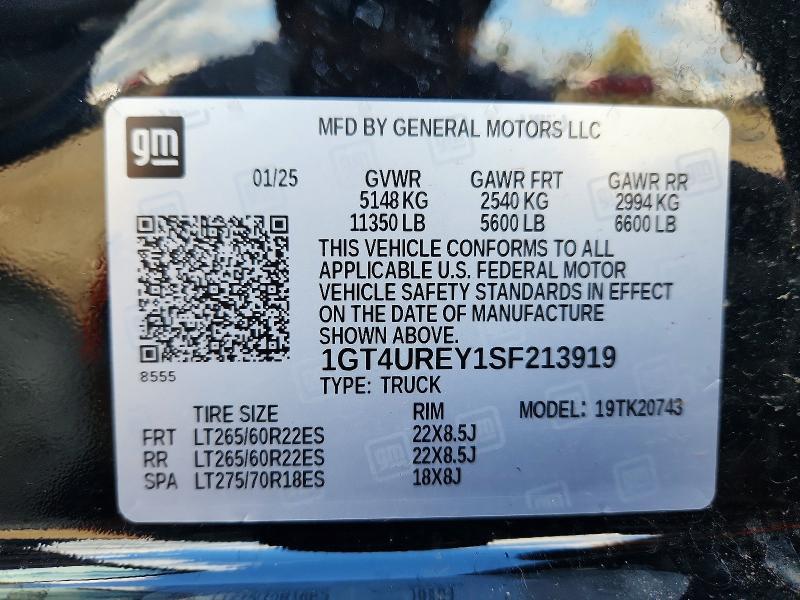 gm
MFD BY GENERAL MOTORS LLC
01/25 GVWR GAWR FRT GAWR RR
5148 KG 2540 KG 2994 KG
11350 LB 5600 LB 6600 LB
THIS VEHICLE CONFORMS TO ALL
APPLICABLE U.S. FEDERAL MOTOR
VEHICLE SAFETY STANDARDS IN EFFECT
ON THE DATE OF MANUFACTURE
SHOWN ABOVE.
1GT4UREY1SF213919
8555
TYPE: TRUCK
TIRE SIZE RIM MODEL: 19TK20743
FRT LT265/60R22ES 22X8.5J
RR LT265/60R22ES 22X8.5J
SPA LT275/70R18ES 18X8J